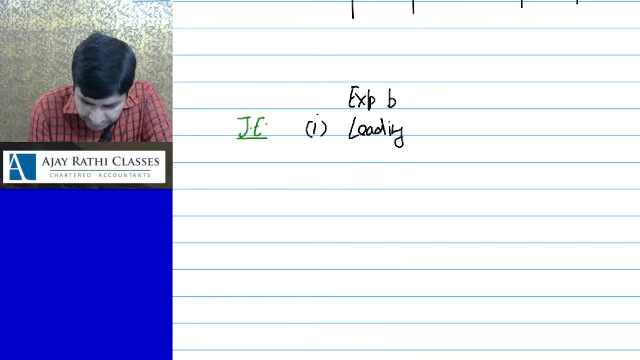 Exp b
J.E. (i) Loading
A AJAY RATHI CLASSES
CHARTERED ACCOUNTANTS